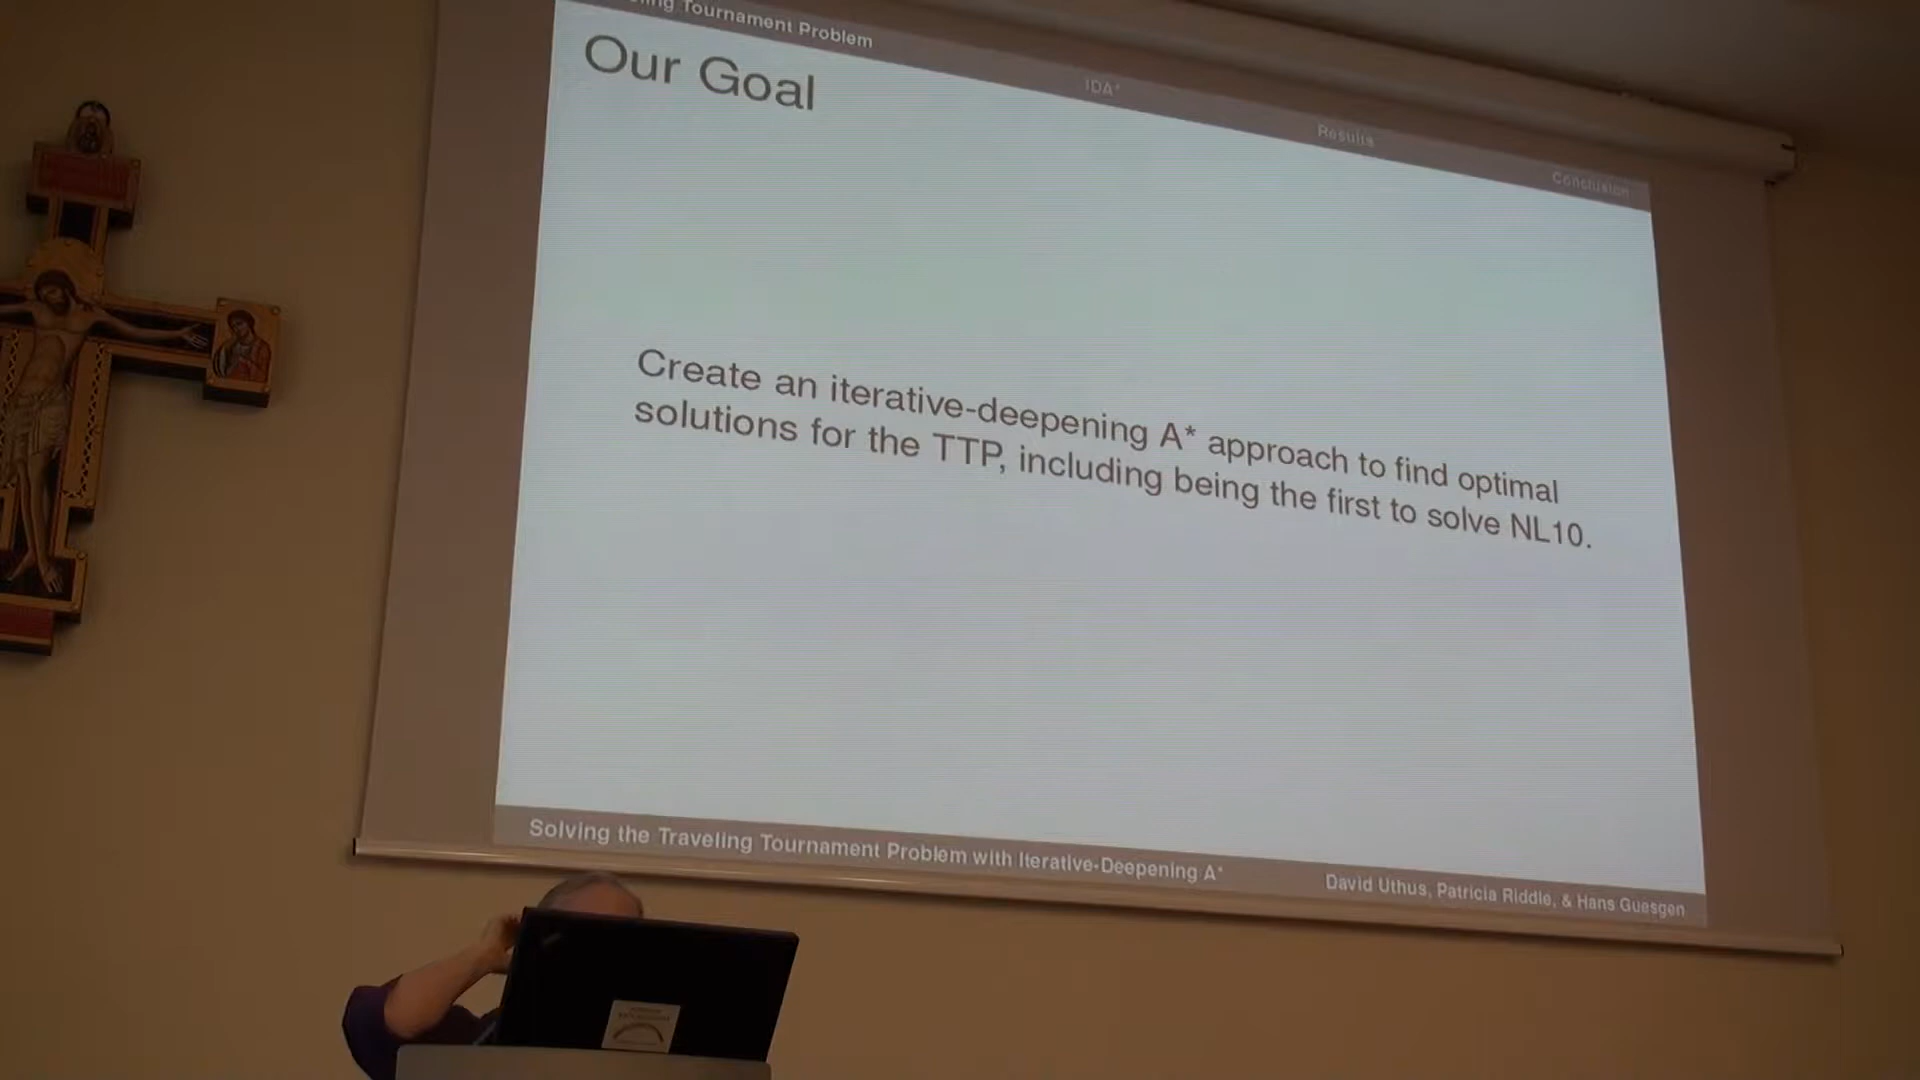 Tournament Problem
IDA*
Results
Conclusion
Our Goal
Create an iterative-deepening A* approach to find optimal
solutions for the TTP, including being the first to solve NL10.
Solving the Traveling Tournament Problem with Iterative-Deepening A*
David Uthus, Patricia Riddle, & Hans Guesgen